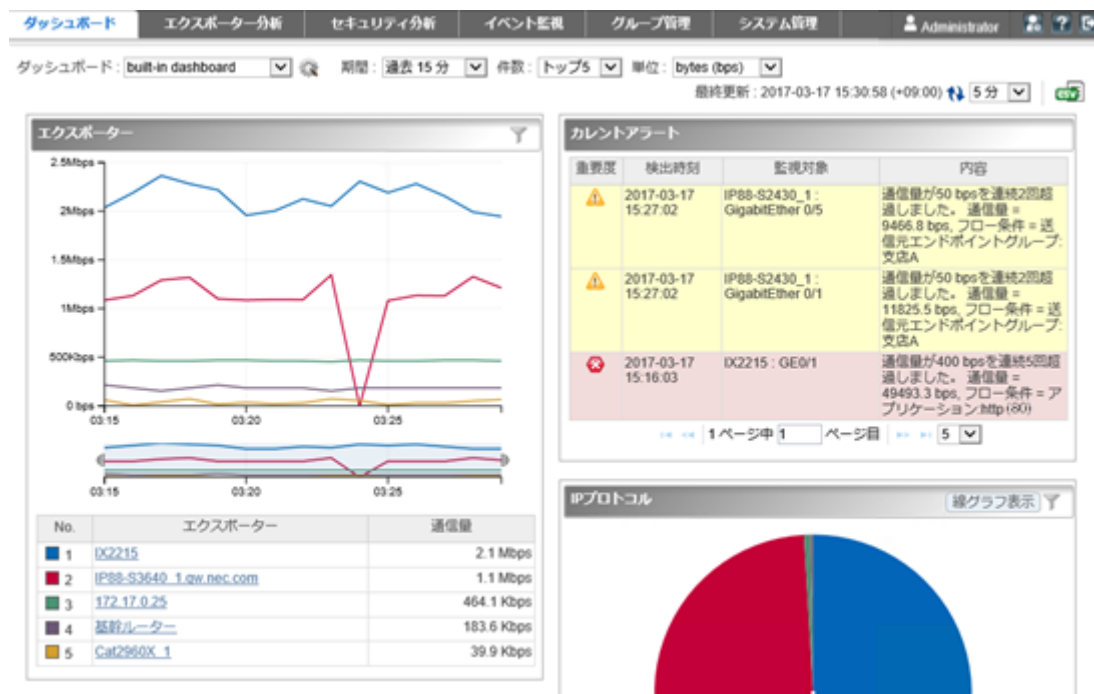 ダッシュボード エクスポーター分析 セキュリティ分析 イベント監視 グループ管理 システム管理 Administrator ?
ダッシュボード : built-in dashboard 期間 : 過去 15 分 件数 : トップ5 単位 : bytes (bps)
最終更新 : 2017-03-17 15:30:58 (+09:00) 5 分 CSV
エクスポーター
2.5Mbps
2Mbps
1.5Mbps
1Mbps
500Kbps
0 bps
03:15 03:20 03:25
03:15 03:20 03:25
No. エクスポーター 通信量
1 IX2215 2.1 Mbps
2 IP88-S3640_1.gw.nec.com 1.1 Mbps
3 172.17.0.25 464.1 Kbps
4 基幹ルーター 183.6 Kbps
5 Cat2960X_1 39.9 Kbps
カレントアラート
重要度 検出時刻 監視対象 内容
2017-03-17 IP88-S2430_1 : 通信量が50 bpsを連続2回超
15:27:02 GigabitEther 0/5 過しました。 通信量 =
9466.8 bps, フロー条件 = 送
信元エンドポイントグループ:
支店A
2017-03-17 IP88-S2430_1 : 通信量が50 bpsを連続2回超
15:27:02 GigabitEther 0/1 過しました。 通信量 =
11825.5 bps, フロー条件 = 送
信元エンドポイントグループ:
支店A
2017-03-17 IX2215 : GE0/1 通信量が400 bpsを連続5回超
15:16:03 過しました。 通信量 =
49493.3 bps, フロー条件 = ア
プリケーション:http (80)
1 ページ中 1 ページ目 5
IPプロトコル 線グラフ表示